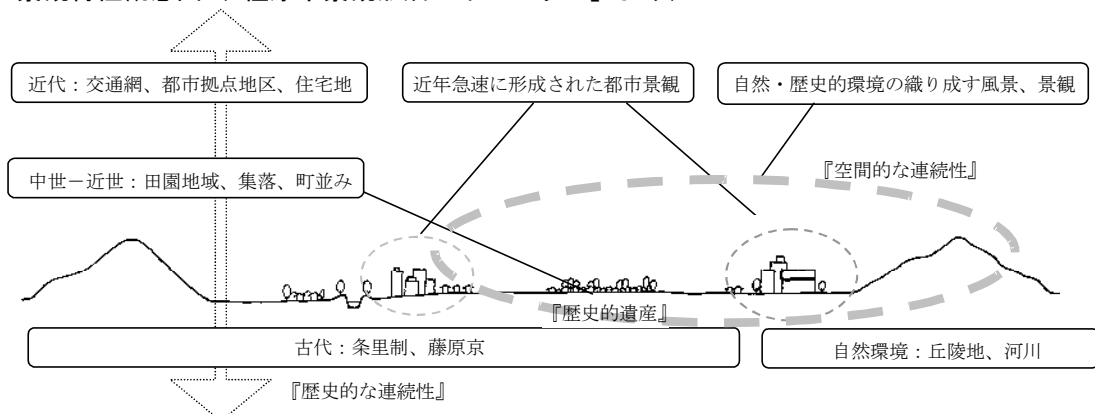 近代：交通網、都市拠点地区、住宅地
近年急速に形成された都市景観
自然・歴史的環境の織り成す風景、景観
中世－近世：田園地域、集落、町並み
『空間的な連続性』
『歴史的遺産』
古代：条里制、藤原京
自然環境：丘陵地、河川
『歴史的な連続性』